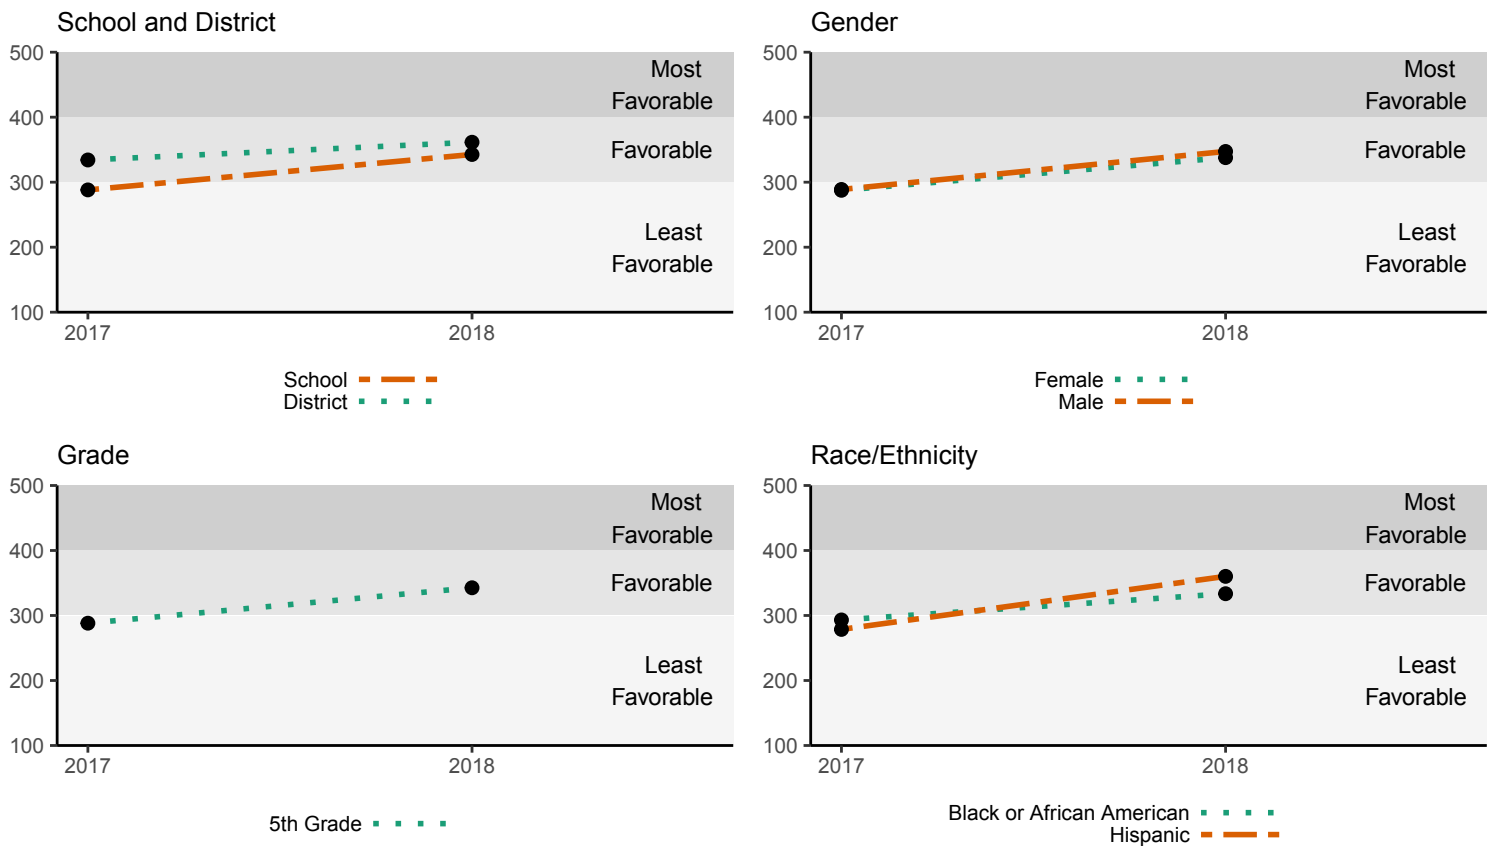 School and District
500
400
300
200
100
Most
Favorable
Favorable
Least
Favorable
2017 2018
School
District
Gender
500
400
300
200
100
Most
Favorable
Favorable
Least
Favorable
2017 2018
Female
Male
Grade
500
400
300
200
100
Most
Favorable
Favorable
Least
Favorable
2017 2018
5th Grade
Race/Ethnicity
500
400
300
200
100
Most
Favorable
Favorable
Least
Favorable
2017 2018
Black or African American
Hispanic